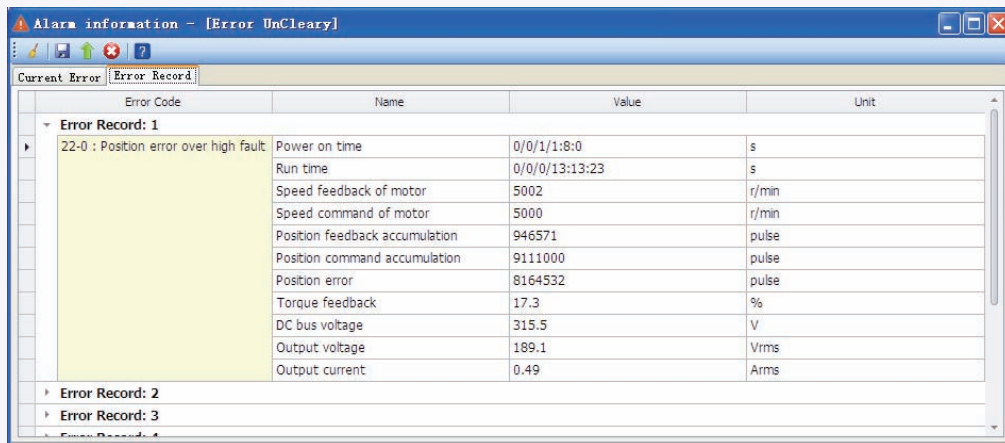 Alarm information - [Error UnCleary]
Current Error Error Record
Error Code Name Value Unit
Error Record: 1
22-0 : Position error over high fault Power on time 0/0/1/1:8:0 s
Run time 0/0/0/13:13:23 s
Speed feedback of motor 5002 r/min
Speed command of motor 5000 r/min
Position feedback accumulation 946571 pulse
Position command accumulation 9111000 pulse
Position error 8164532 pulse
Torque feedback 17.3 %
DC bus voltage 315.5 V
Output voltage 189.1 Vrms
Output current 0.49 Arms
Error Record: 2
Error Record: 3